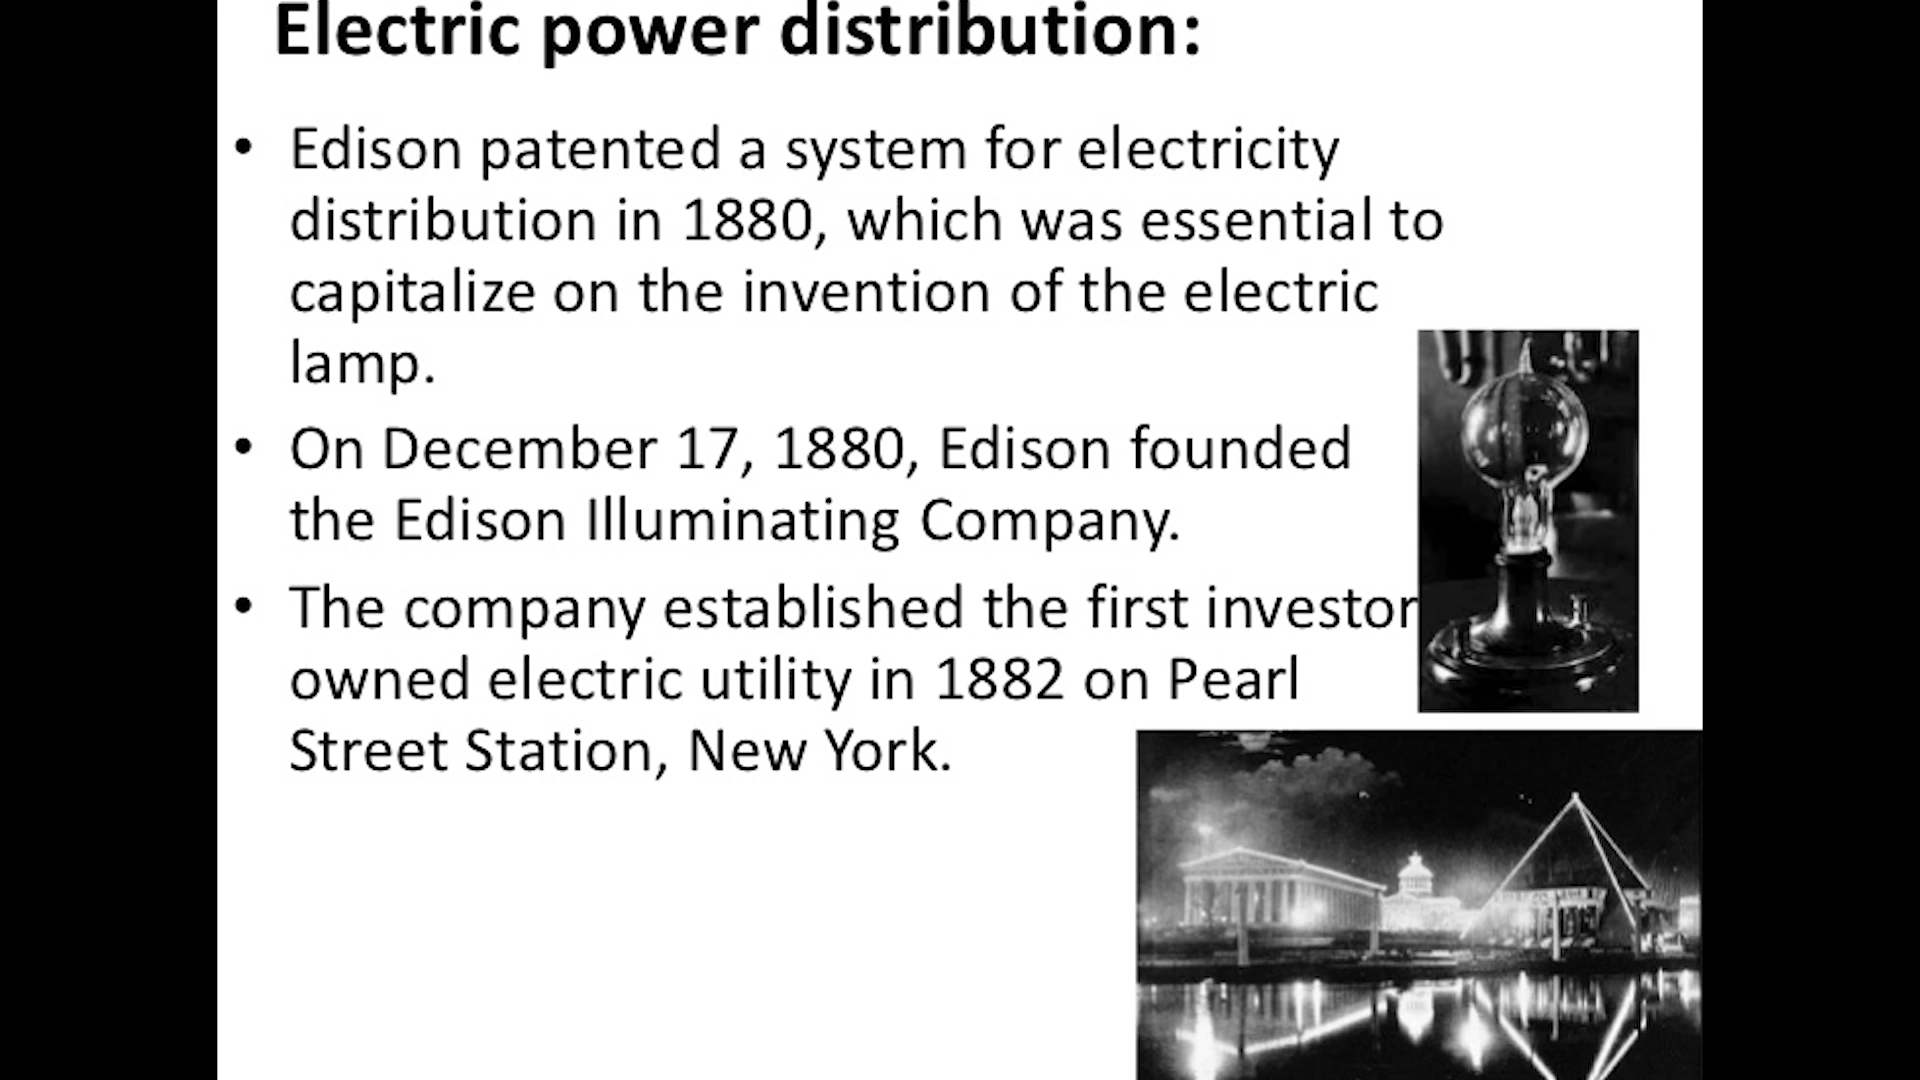 Electric power distribution:
• Edison patented a system for electricity
distribution in 1880, which was essential to
capitalize on the invention of the electric
lamp.
• On December 17, 1880, Edison founded
the Edison Illuminating Company.
• The company established the first investor
owned electric utility in 1882 on Pearl
Street Station, New York.